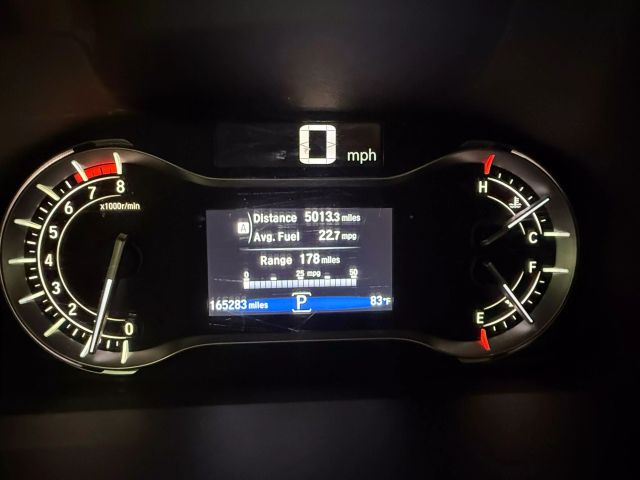 0 mph
8
7
6
5
4
3
2
1
0
x1000r/min
A
Distance 5013.3 miles
Avg. Fuel 22.7 mpg
Range 178 miles
0 25 50
mpg
165283 miles P 83°F
H
C
F
E